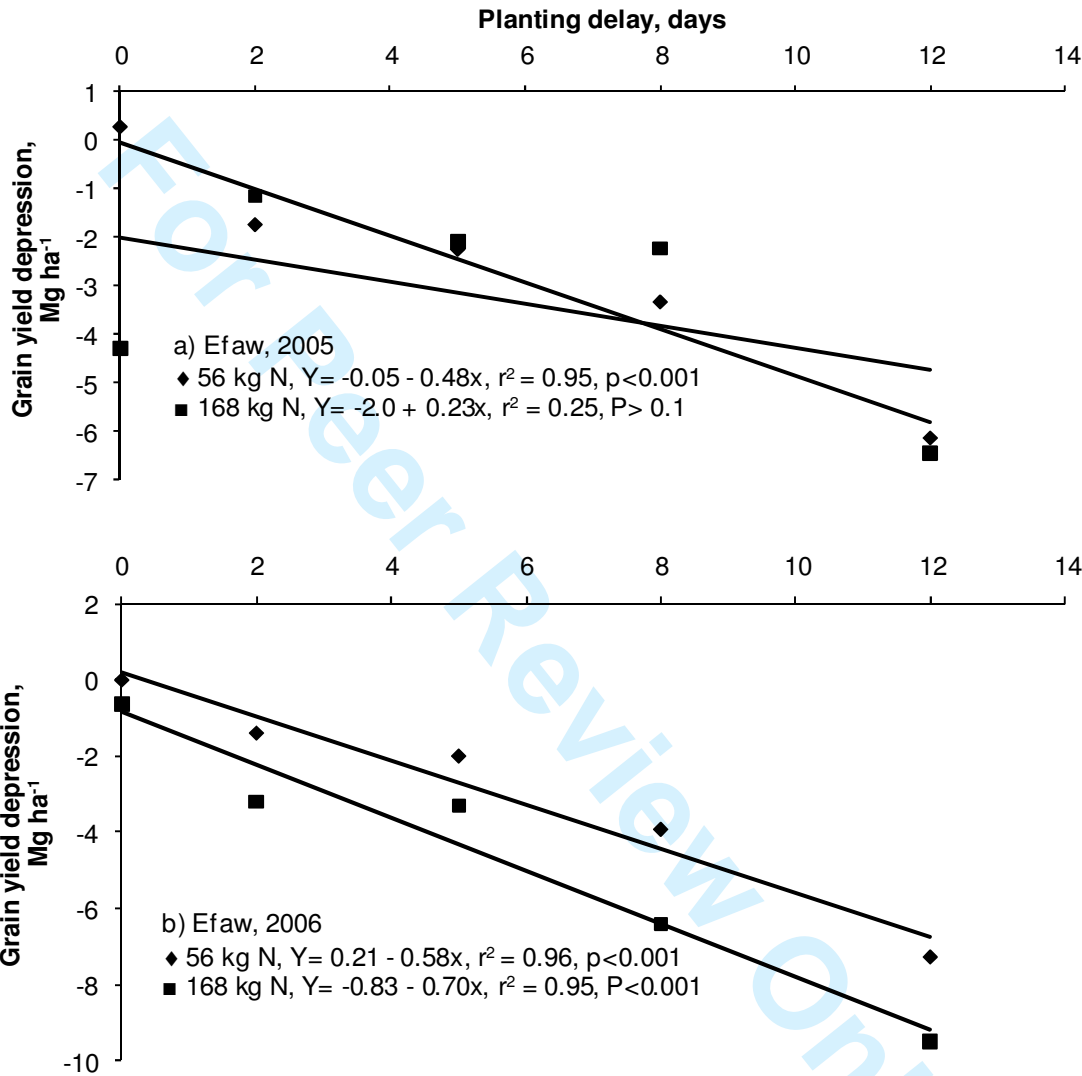 Planting delay, days
0 2 4 6 8 10 12 14
1
0
-1
-2
-3
-4
-5
-6
-7
Grain yield depression,
Mg ha-1
a) Efaw, 2005
♦ 56 kg N, Y= -0.05 - 0.48x, r² = 0.95, p<0.001
■ 168 kg N, Y= -2.0 + 0.23x, r² = 0.25, P> 0.1
0 2 4 6 8 10 12 14
2
0
-2
-4
-6
-8
-10
Grain yield depression,
Mg ha-1
b) Efaw, 2006
♦ 56 kg N, Y= 0.21 - 0.58x, r² = 0.96, p<0.001
■ 168 kg N, Y= -0.83 - 0.70x, r² = 0.95, P<0.001
For Peer Review On